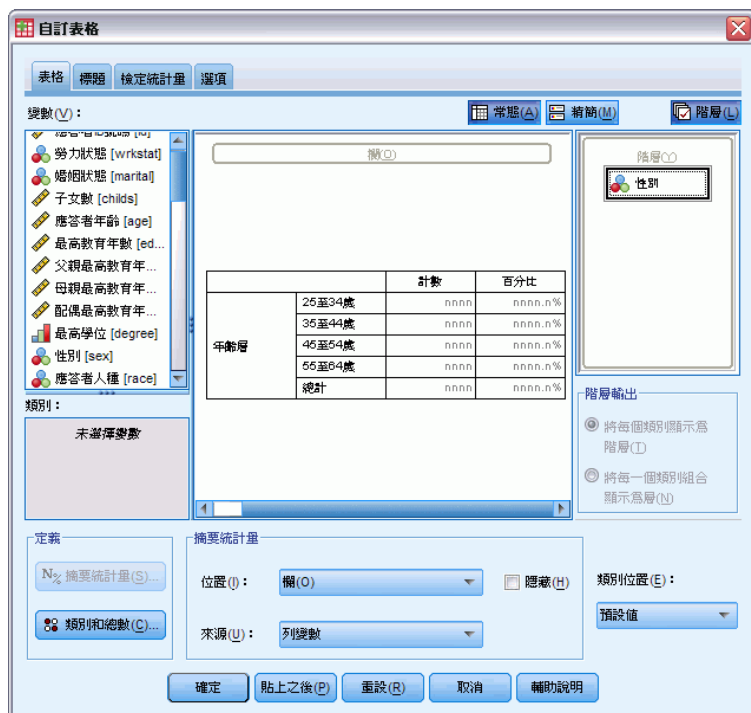 自訂表格
表格 標題 檢定統計量 選項
變數(V)： 常態(A) 精簡(M) 階層(L)
勞力狀態 [wrkstat]
婚姻狀態 [marital]
子女數 [childs]
應答者年齡 [age]
最高教育年數 [ed...
父親最高教育年...
母親最高教育年...
配偶最高教育年...
最高學位 [degree]
性別 [sex]
應答者人種 [race]
類別：
未選擇變數
欄(O)
計數 百分比
年齡層
25至34歲 nnnn nnnn.n%
35至44歲 nnnn nnnn.n%
45至54歲 nnnn nnnn.n%
55至64歲 nnnn nnnn.n%
總計 nnnn nnnn.n%
階層(Y)
性別
階層輸出
將每個類別顯示為
階層(T)
將每一個類別組合
顯示為層(N)
定義
N% 摘要統計量(S)...
類別和總數(C)...
摘要統計量
位置(I)： 欄(O) 隱藏(H)
來源(U)： 列變數
類別位置(E)：
預設值
確定 貼上之後(P) 重設(R) 取消 輔助說明